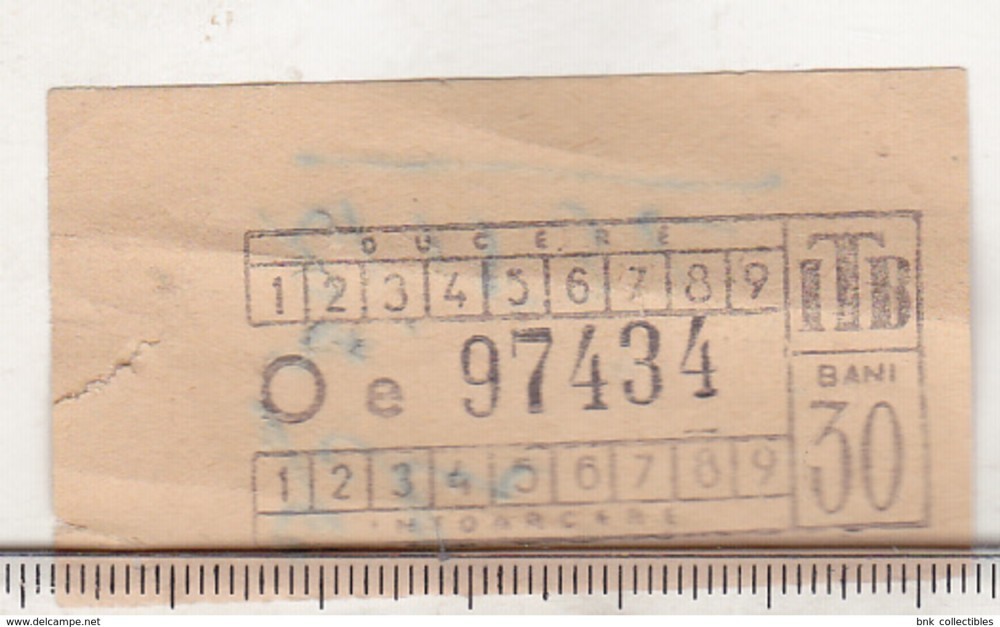 DUCERE
1 2 3 4 5 6 7 8 9
ITB
O e 97434
BANI
30
1 2 3 4 5 6 7 8 9
INTOARCERE
www.delcampe.net
bnk collectibles